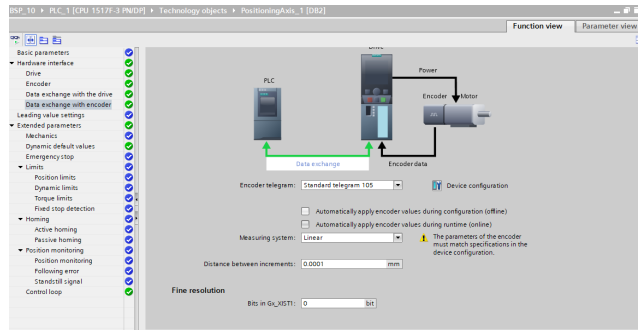 BSP_10 ▸ PLC_1 [CPU 1517F-3 PN/DP] ▸ Technology objects ▸ PositioningAxis_1 [DB2]
Function view
Parameter view
Basic parameters
Hardware interface
Drive
Encoder
Data exchange with the drive
Data exchange with encoder
Leading value settings
Extended parameters
Mechanics
Dynamic default values
Emergency stop
Limits
Position limits
Dynamic limits
Torque limits
Fixed stop detection
Homing
Active homing
Passive homing
Position monitoring
Position monitoring
Following error
Standstill signal
Control loop
Drive
PLC
Power
Encoder
Motor
Data exchange
Encoder data
Encoder telegram: Standard telegram 105
Device configuration
Automatically apply encoder values during configuration (offline)
Automatically apply encoder values during runtime (online)
Measuring system: Linear
The parameters of the encoder
must match specifications in the
device configuration.
Distance between increments: 0.0001 mm
Fine resolution
Bits in Gx_XIST1: 0 bit